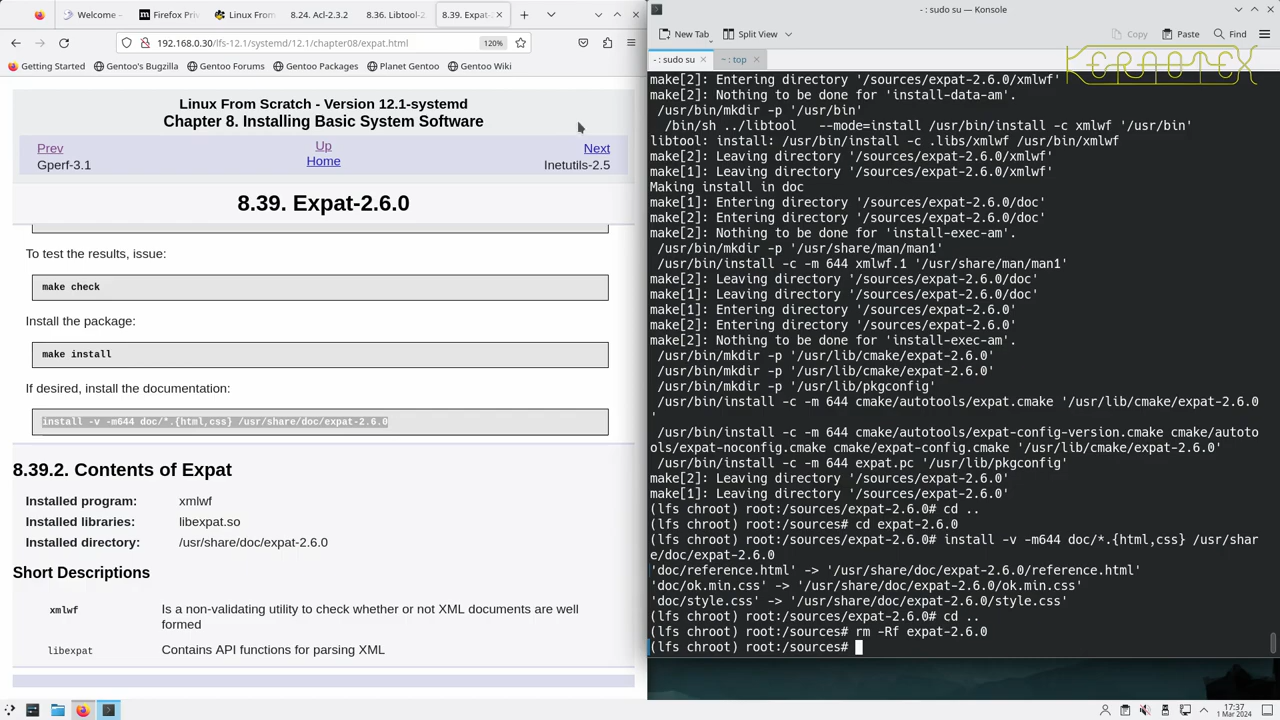 Welcome —
Firefox Priv
Linux From
8.24. Acl-2.3.2
8.36. Libtool-2.
8.39. Expat-
192.168.0.30/lfs-12.1/systemd/12.1/chapter08/expat.html
120%
Getting Started
Gentoo's Bugzilla
Gentoo Forums
Gentoo Packages
Planet Gentoo
Gentoo Wiki
Linux From Scratch - Version 12.1-systemd
Chapter 8. Installing Basic System Software
Prev
Up
Next
Gperf-3.1
Home
Inetutils-2.5
8.39. Expat-2.6.0
To test the results, issue:
make check
Install the package:
make install
If desired, install the documentation:
install -v -m644 doc/*.{html,css} /usr/share/doc/expat-2.6.0
8.39.2. Contents of Expat
Installed program: xmlwf
Installed libraries: libexpat.so
Installed directory: /usr/share/doc/expat-2.6.0
Short Descriptions
xmlwf Is a non-validating utility to check whether or not XML documents are well
formed
libexpat Contains API functions for parsing XML
- : sudo su — Konsole
New Tab
Split View
Copy
Paste
Find
- : sudo su
~ : top
KERNOTEX
make[2]: Entering directory '/sources/expat-2.6.0/xmlwf'
make[2]: Nothing to be done for 'install-data-am'.
/usr/bin/mkdir -p '/usr/bin'
/bin/sh ../libtool --mode=install /usr/bin/install -c xmlwf '/usr/bin'
libtool: install: /usr/bin/install -c .libs/xmlwf /usr/bin/xmlwf
make[2]: Leaving directory '/sources/expat-2.6.0/xmlwf'
make[1]: Leaving directory '/sources/expat-2.6.0/xmlwf'
Making install in doc
make[1]: Entering directory '/sources/expat-2.6.0/doc'
make[2]: Entering directory '/sources/expat-2.6.0/doc'
make[2]: Nothing to be done for 'install-exec-am'.
/usr/bin/mkdir -p '/usr/share/man/man1'
/usr/bin/install -c -m 644 xmlwf.1 '/usr/share/man/man1'
make[2]: Leaving directory '/sources/expat-2.6.0/doc'
make[1]: Leaving directory '/sources/expat-2.6.0/doc'
make[1]: Entering directory '/sources/expat-2.6.0'
make[2]: Entering directory '/sources/expat-2.6.0'
make[2]: Nothing to be done for 'install-exec-am'.
/usr/bin/mkdir -p '/usr/lib/cmake/expat-2.6.0'
/usr/bin/mkdir -p '/usr/lib/cmake/expat-2.6.0'
/usr/bin/mkdir -p '/usr/lib/pkgconfig'
/usr/bin/install -c -m 644 cmake/autotools/expat.cmake '/usr/lib/cmake/expat-2.6.0
'
/usr/bin/install -c -m 644 cmake/autotools/expat-config-version.cmake cmake/autoto
ols/expat-noconfig.cmake cmake/expat-config.cmake '/usr/lib/cmake/expat-2.6.0'
/usr/bin/install -c -m 644 expat.pc '/usr/lib/pkgconfig'
make[2]: Leaving directory '/sources/expat-2.6.0'
make[1]: Leaving directory '/sources/expat-2.6.0'
(lfs chroot) root:/sources/expat-2.6.0# cd ..
(lfs chroot) root:/sources# cd expat-2.6.0
(lfs chroot) root:/sources/expat-2.6.0# install -v -m644 doc/*.{html,css} /usr/shar
e/doc/expat-2.6.0
'doc/reference.html' -> '/usr/share/doc/expat-2.6.0/reference.html'
'doc/ok.min.css' -> '/usr/share/doc/expat-2.6.0/ok.min.css'
'doc/style.css' -> '/usr/share/doc/expat-2.6.0/style.css'
(lfs chroot) root:/sources/expat-2.6.0# cd ..
(lfs chroot) root:/sources# rm -Rf expat-2.6.0
(lfs chroot) root:/sources#
17:37
1 Mar 2024